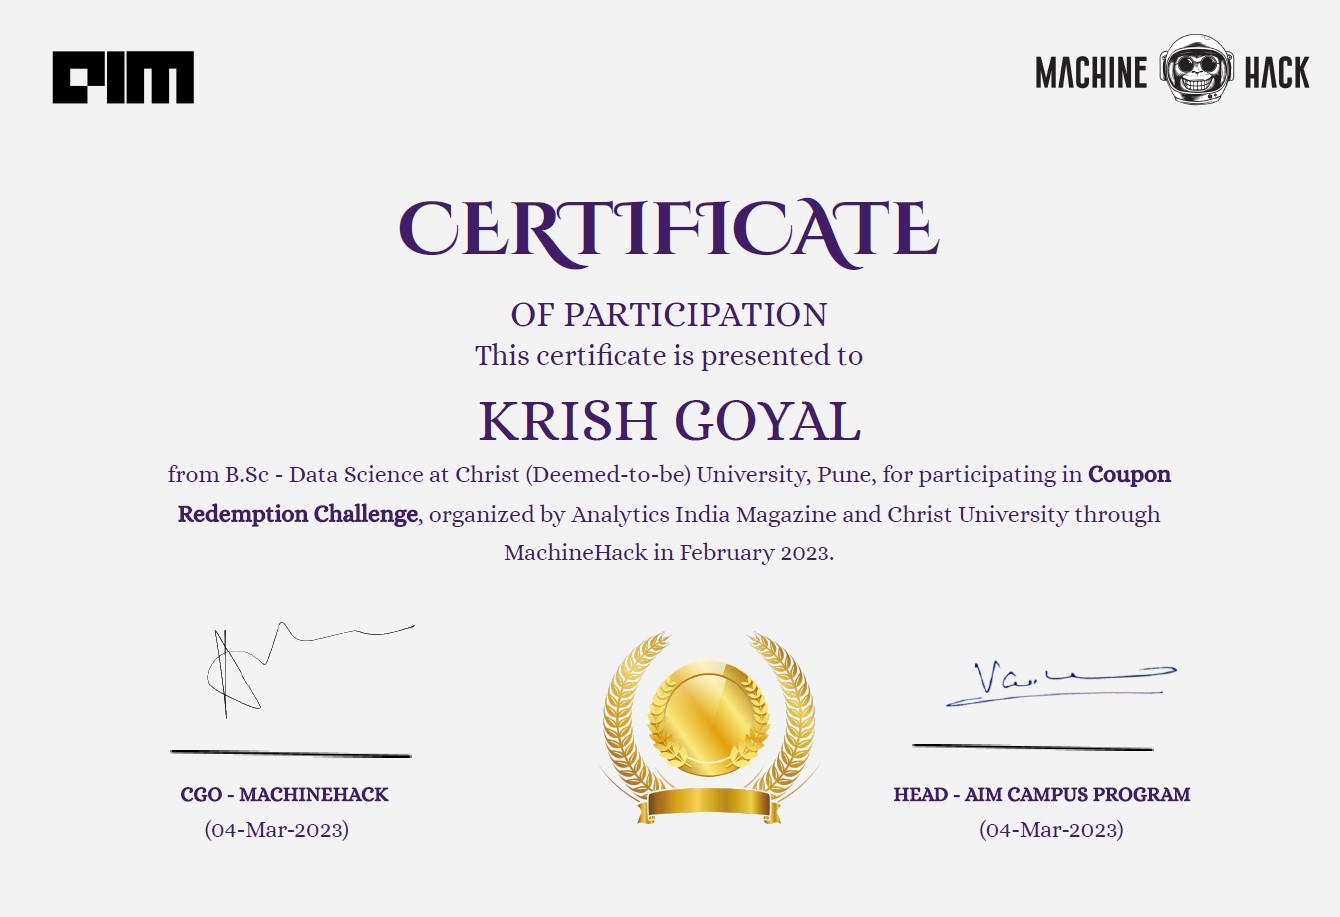 AIM
MACHINE HACK
CERTIFICATE
OF PARTICIPATION
This certificate is presented to
KRISH GOYAL
from B.Sc - Data Science at Christ (Deemed-to-be) University, Pune, for participating in Coupon
Redemption Challenge, organized by Analytics India Magazine and Christ University through
MachineHack in February 2023.
CGO - MACHINEHACK
(04-Mar-2023)
HEAD - AIM CAMPUS PROGRAM
(04-Mar-2023)